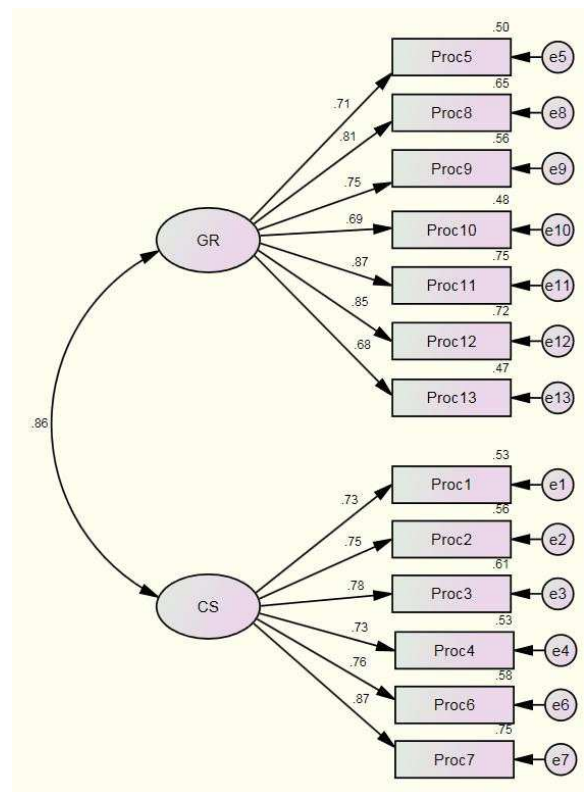 .50
Proc5
e5
.71
.65
Proc8
e8
.81
.56
Proc9
e9
.75
.48
Proc10
e10
.69
GR
.75
Proc11
e11
.87
.72
Proc12
e12
.85
.47
Proc13
e13
.68
.86
.53
Proc1
e1
.73
.56
Proc2
e2
.75
.61
Proc3
e3
.78
CS
.53
Proc4
e4
.73
.58
Proc6
e6
.76
.75
Proc7
e7
.87